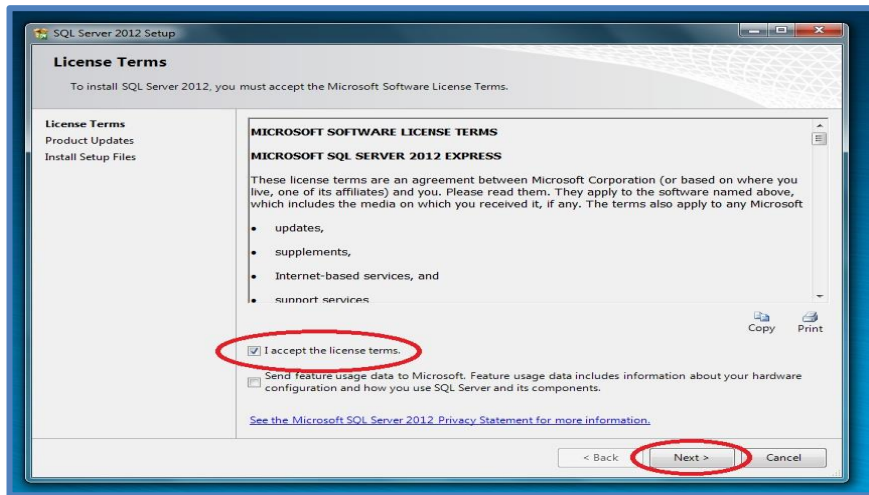 SQL Server 2012 Setup
License Terms
To install SQL Server 2012, you must accept the Microsoft Software License Terms.
License Terms
Product Updates
Install Setup Files
MICROSOFT SOFTWARE LICENSE TERMS
MICROSOFT SQL SERVER 2012 EXPRESS
These license terms are an agreement between Microsoft Corporation (or based on where you
live, one of its affiliates) and you. Please read them. They apply to the software named above,
which includes the media on which you received it, if any. The terms also apply to any Microsoft
• updates,
• supplements,
• Internet-based services, and
• support services
Copy Print
I accept the license terms.
Send feature usage data to Microsoft. Feature usage data includes information about your hardware
configuration and how you use SQL Server and its components.
See the Microsoft SQL Server 2012 Privacy Statement for more information.
< Back Next > Cancel